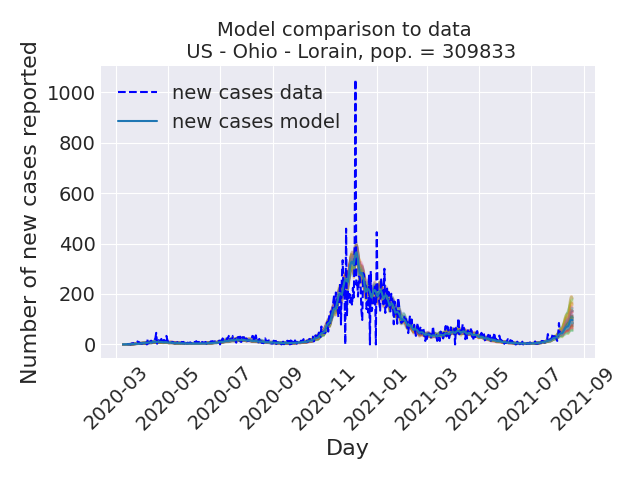 Model comparison to data
US - Ohio - Lorain, pop. = 309833
Number of new cases reported
1000
800
600
400
200
0
new cases data
new cases model
2020-03
2020-05
2020-07
2020-09
2020-11
2021-01
2021-03
2021-05
2021-07
2021-09
Day